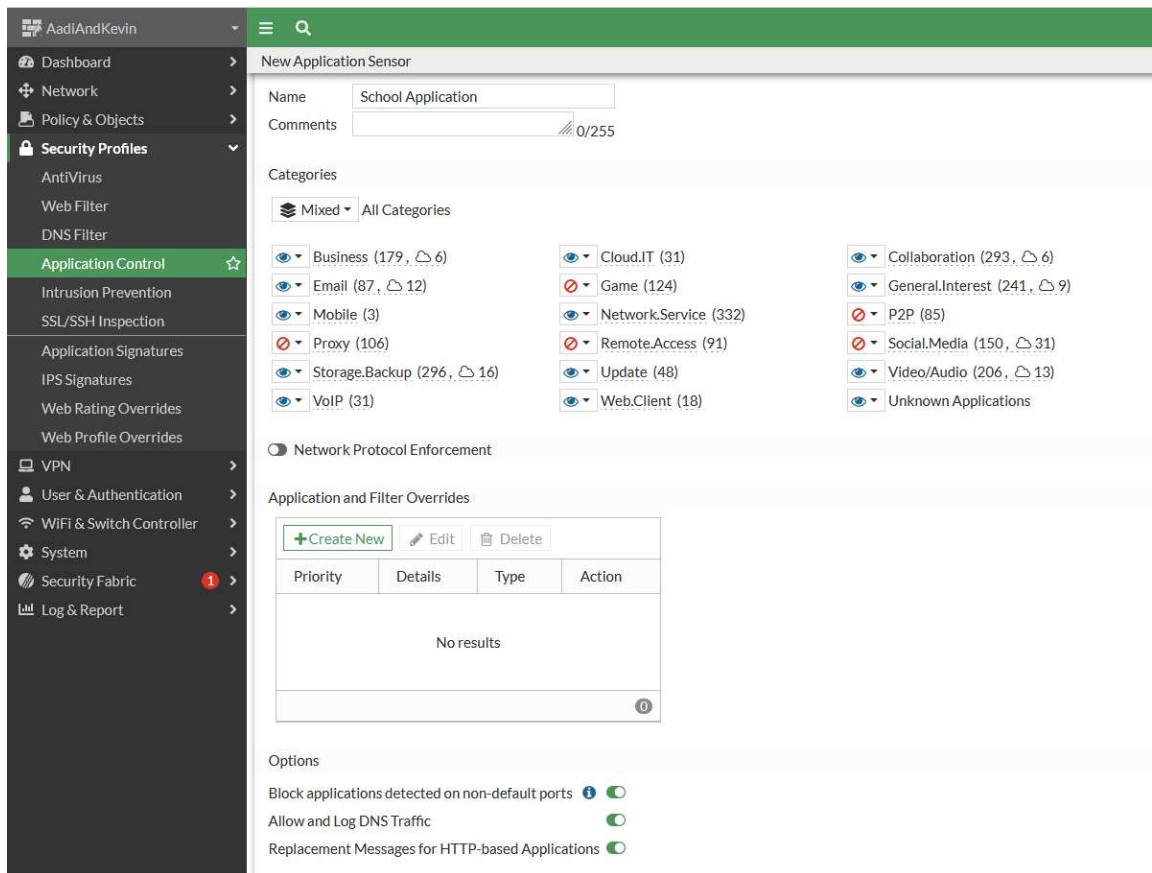 AadiAndKevin
Dashboard
Network
Policy & Objects
Security Profiles
AntiVirus
Web Filter
DNS Filter
Application Control
Intrusion Prevention
SSL/SSH Inspection
Application Signatures
IPS Signatures
Web Rating Overrides
Web Profile Overrides
VPN
User & Authentication
WiFi & Switch Controller
System
Security Fabric 1
Log & Report
New Application Sensor
Name School Application
Comments 0/255
Categories
Mixed All Categories
Business (179, 6) Cloud.IT (31) Collaboration (293, 6)
Email (87, 12) Game (124) General.Interest (241, 9)
Mobile (3) Network.Service (332) P2P (85)
Proxy (106) Remote.Access (91) Social.Media (150, 31)
Storage.Backup (296, 16) Update (48) Video/Audio (206, 13)
VoIP (31) Web.Client (18) Unknown Applications
Network Protocol Enforcement
Application and Filter Overrides
+Create New Edit Delete
Priority Details Type Action
No results
0
Options
Block applications detected on non-default ports
Allow and Log DNS Traffic
Replacement Messages for HTTP-based Applications